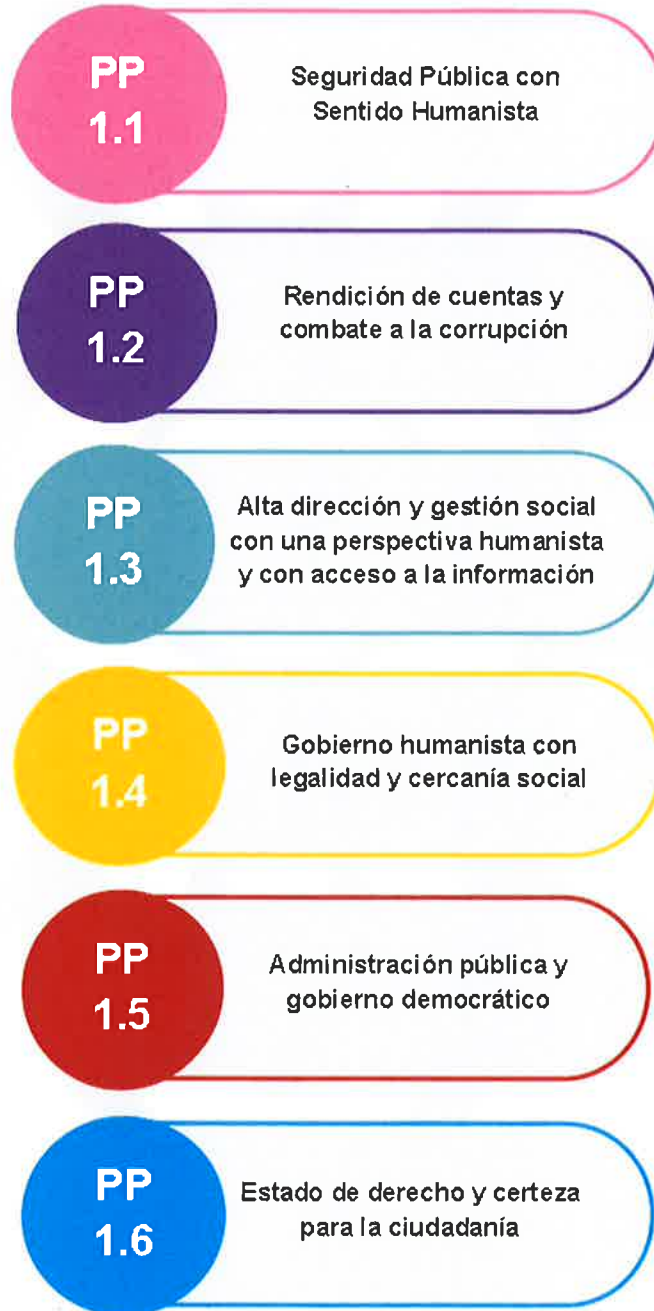 PP
1.1
Seguridad Pública con
Sentido Humanista
PP
1.2
Rendición de cuentas y
combate a la corrupción
PP
1.3
Alta dirección y gestión social
con una perspectiva humanista
y con acceso a la información
PP
1.4
Gobierno humanista con
legalidad y cercanía social
PP
1.5
Administración pública y
gobierno democrático
PP
1.6
Estado de derecho y certeza
para la ciudadanía